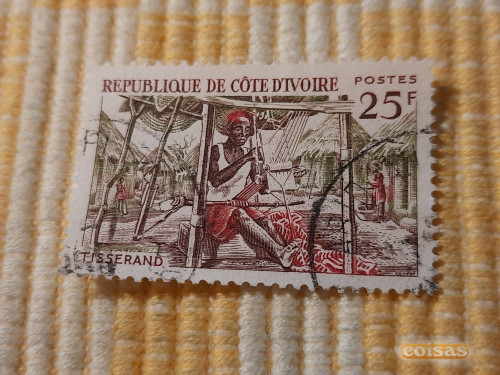 REPUBLIQUE DE CÔTE D'IVOIRE
POSTES
25F
TISSERAND
coisas